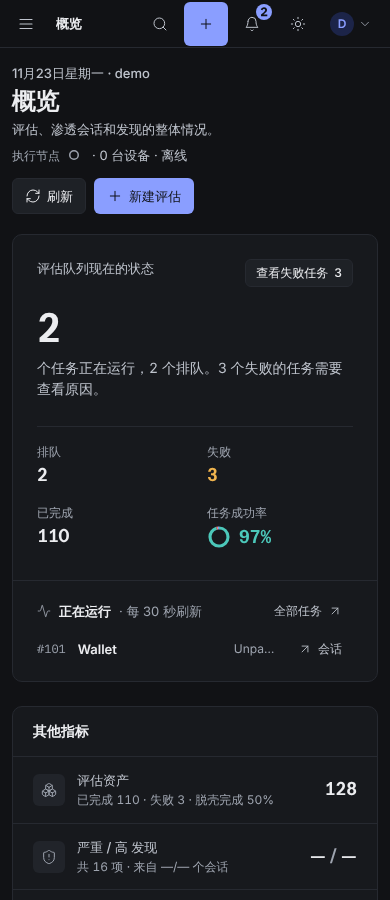 概览
2
D
11月23日星期一 · demo
概览
评估、渗透会话和发现的整体情况。
执行节点 · 0 台设备 · 离线
刷新
新建评估
评估队列现在的状态
查看失败任务 3
2
个任务正在运行，2 个排队。3 个失败的任务需要
查看原因。
排队
失败
2
3
已完成
任务成功率
110
97%
正在运行 · 每 30 秒刷新
全部任务
#101 Wallet
Unpa...
会话
其他指标
评估资产
已完成 110 · 失败 3 · 脱壳完成 50%
128
严重 / 高 发现
共 16 项 · 来自 —/— 个会话
— / —